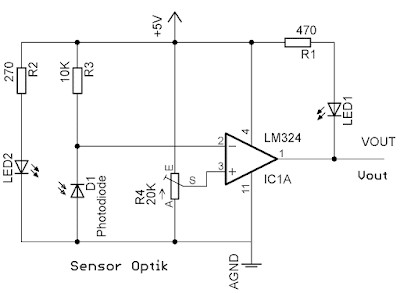 +5V
470
R1
270
R2
10K
R3
LED1
LED2
D1
Photodiode
R4
20K
E
S
A
2
3
4
11
1
−
+
LM324
IC1A
VOUT
Vout
AGND
Sensor Optik